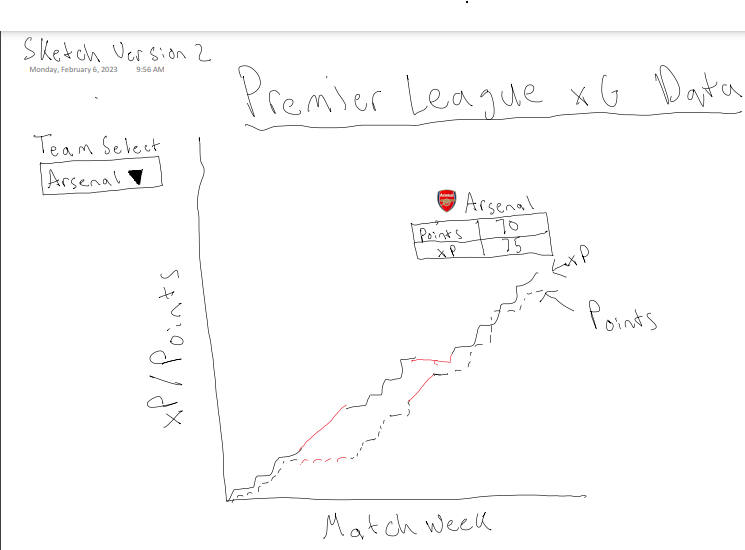 Sketch Version 2
Monday, February 6, 2023 9:56 AM
Premier League xG Data
Team Select
Arsenal ▼
Arsenal
Arsenal
Points 70
xP 75
xP
Points
xP/Points
Match Week